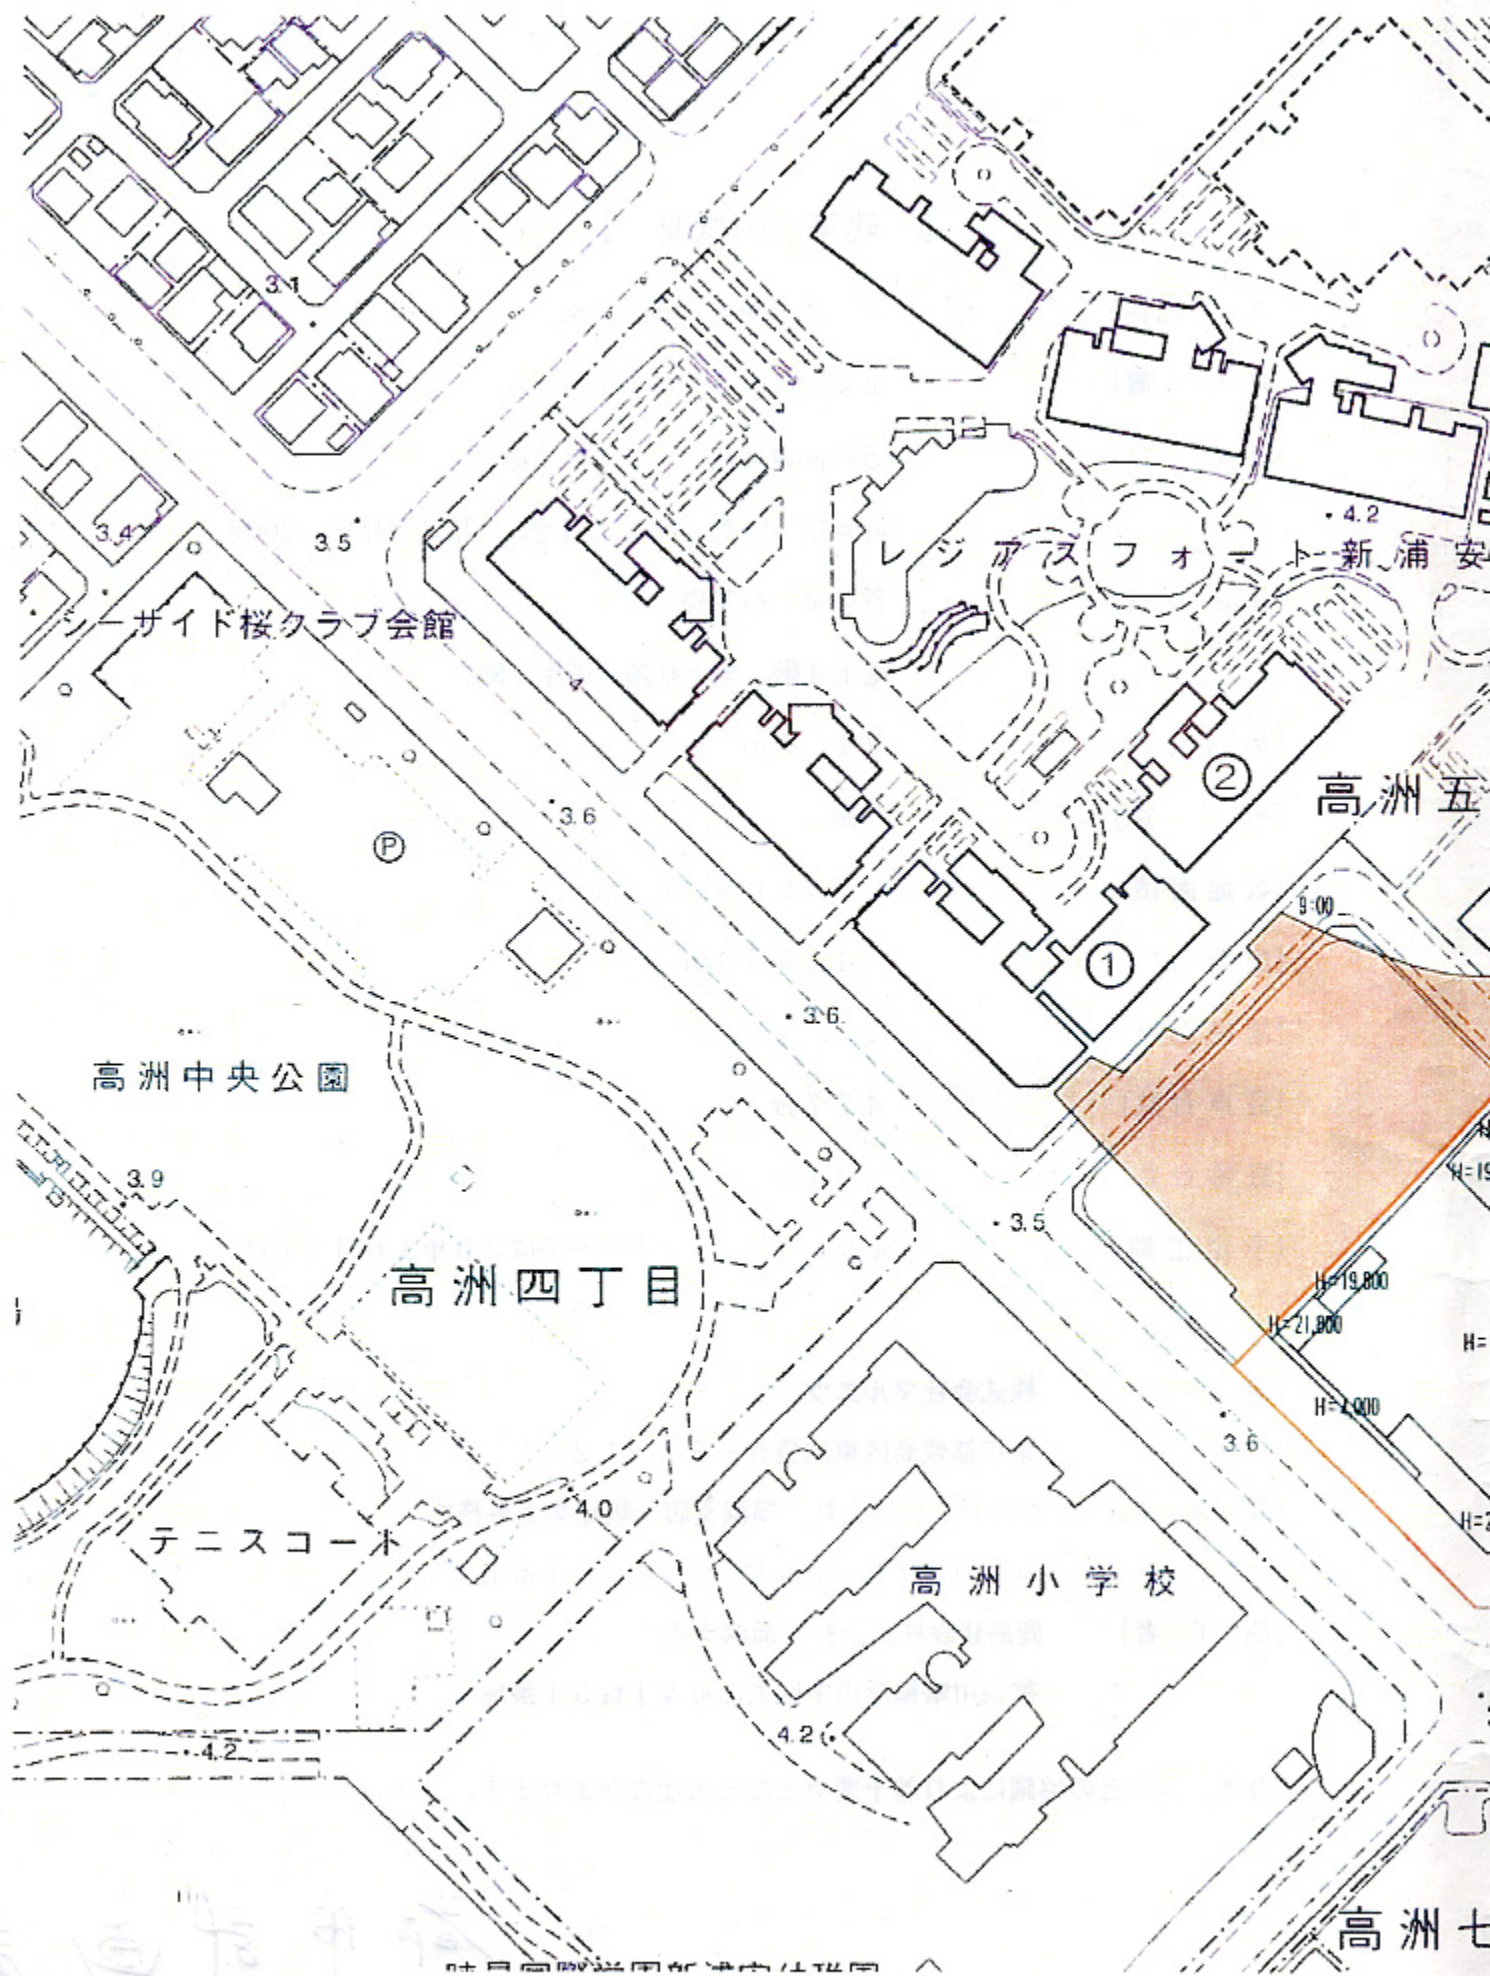 3.1
4.2
3.4
3.5
レジアスフォート新浦安
シーサイド桜クラブ会館
②
高洲五
3.6
Ⓟ
9:00
①
3.6
高洲中央公園
3.9
3.5
高洲四丁目
H=19,800
H=21,800
H=
3.6
4.0
テニスコート
高洲小学校
4.2
4.2
高洲七